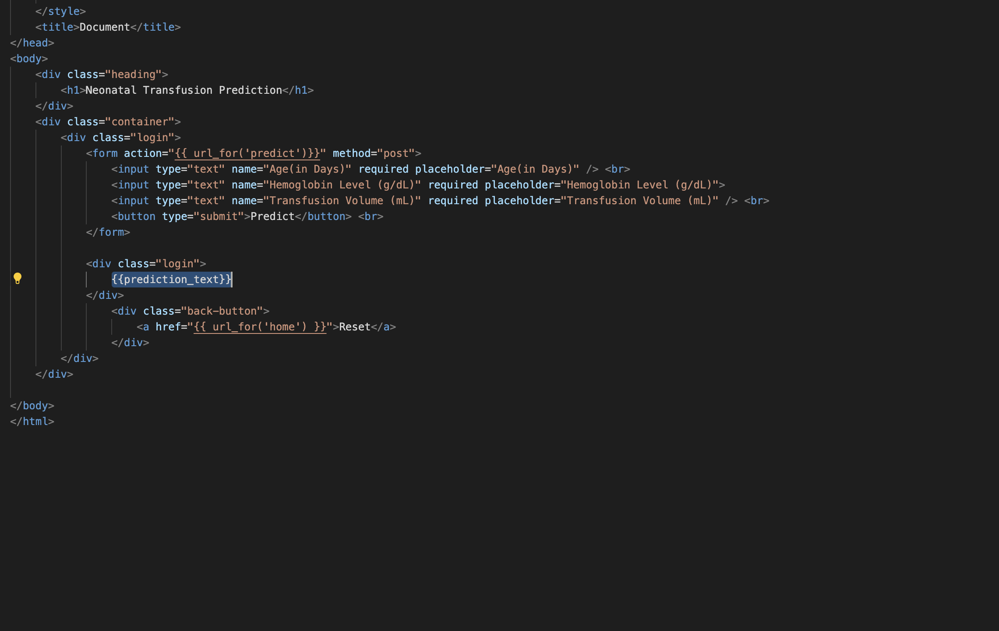 </style>
<title>Document</title>
</head>
<body>
<div class="heading">
<h1>Neonatal Transfusion Prediction</h1>
</div>
<div class="container">
<div class="login">
<form action="{{ url_for('predict')}}" method="post">
<input type="text" name="Age(in Days)" required placeholder="Age(in Days)" /> <br>
<input type="text" name="Hemoglobin Level (g/dL)" required placeholder="Hemoglobin Level (g/dL)">
<input type="text" name="Transfusion Volume (mL)" required placeholder="Transfusion Volume (mL)" /> <br>
<button type="submit">Predict</button> <br>
</form>
<div class="login">
{{prediction_text}}
</div>
<div class="back-button">
<a href="{{ url_for('home') }}">Reset</a>
</div>
</div>
</div>
</body>
</html>